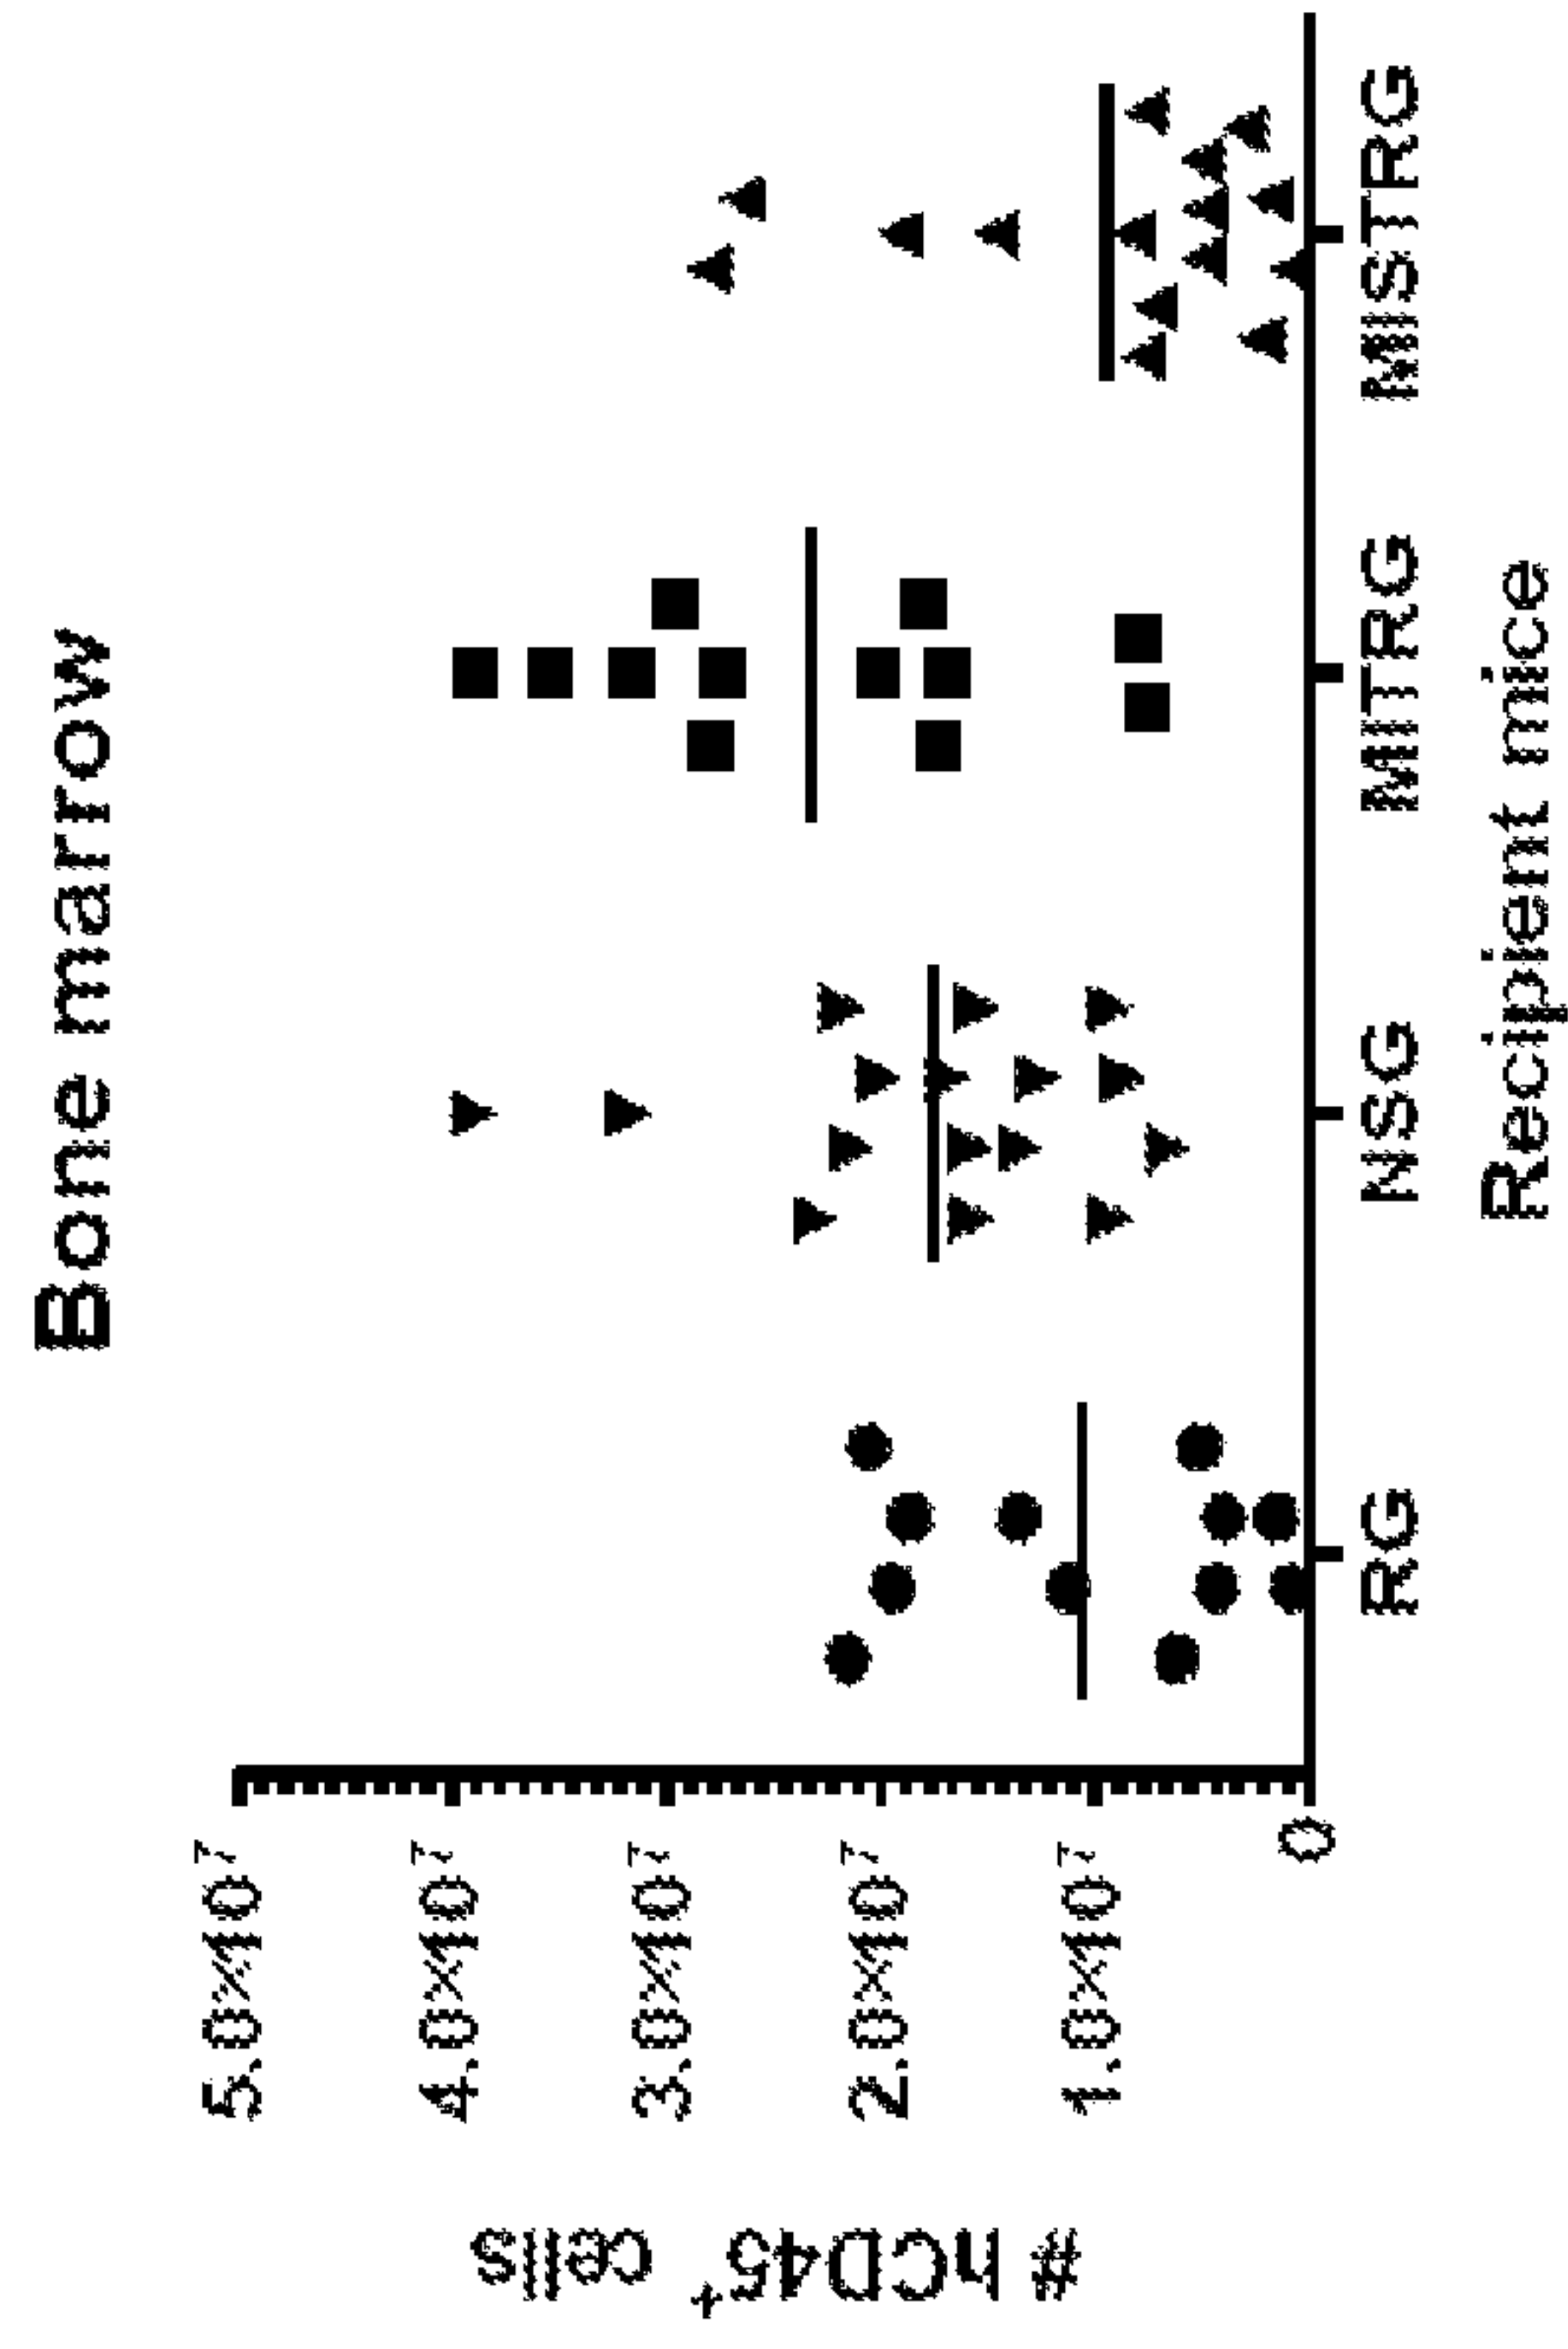 Bone marrow
# hCD45+ cells
5.0×10⁷
4.0×10⁷
3.0×10⁷
2.0×10⁷
1.0×10⁷
0
RG
NSG
MITRG
MISTRG
Recipient mice